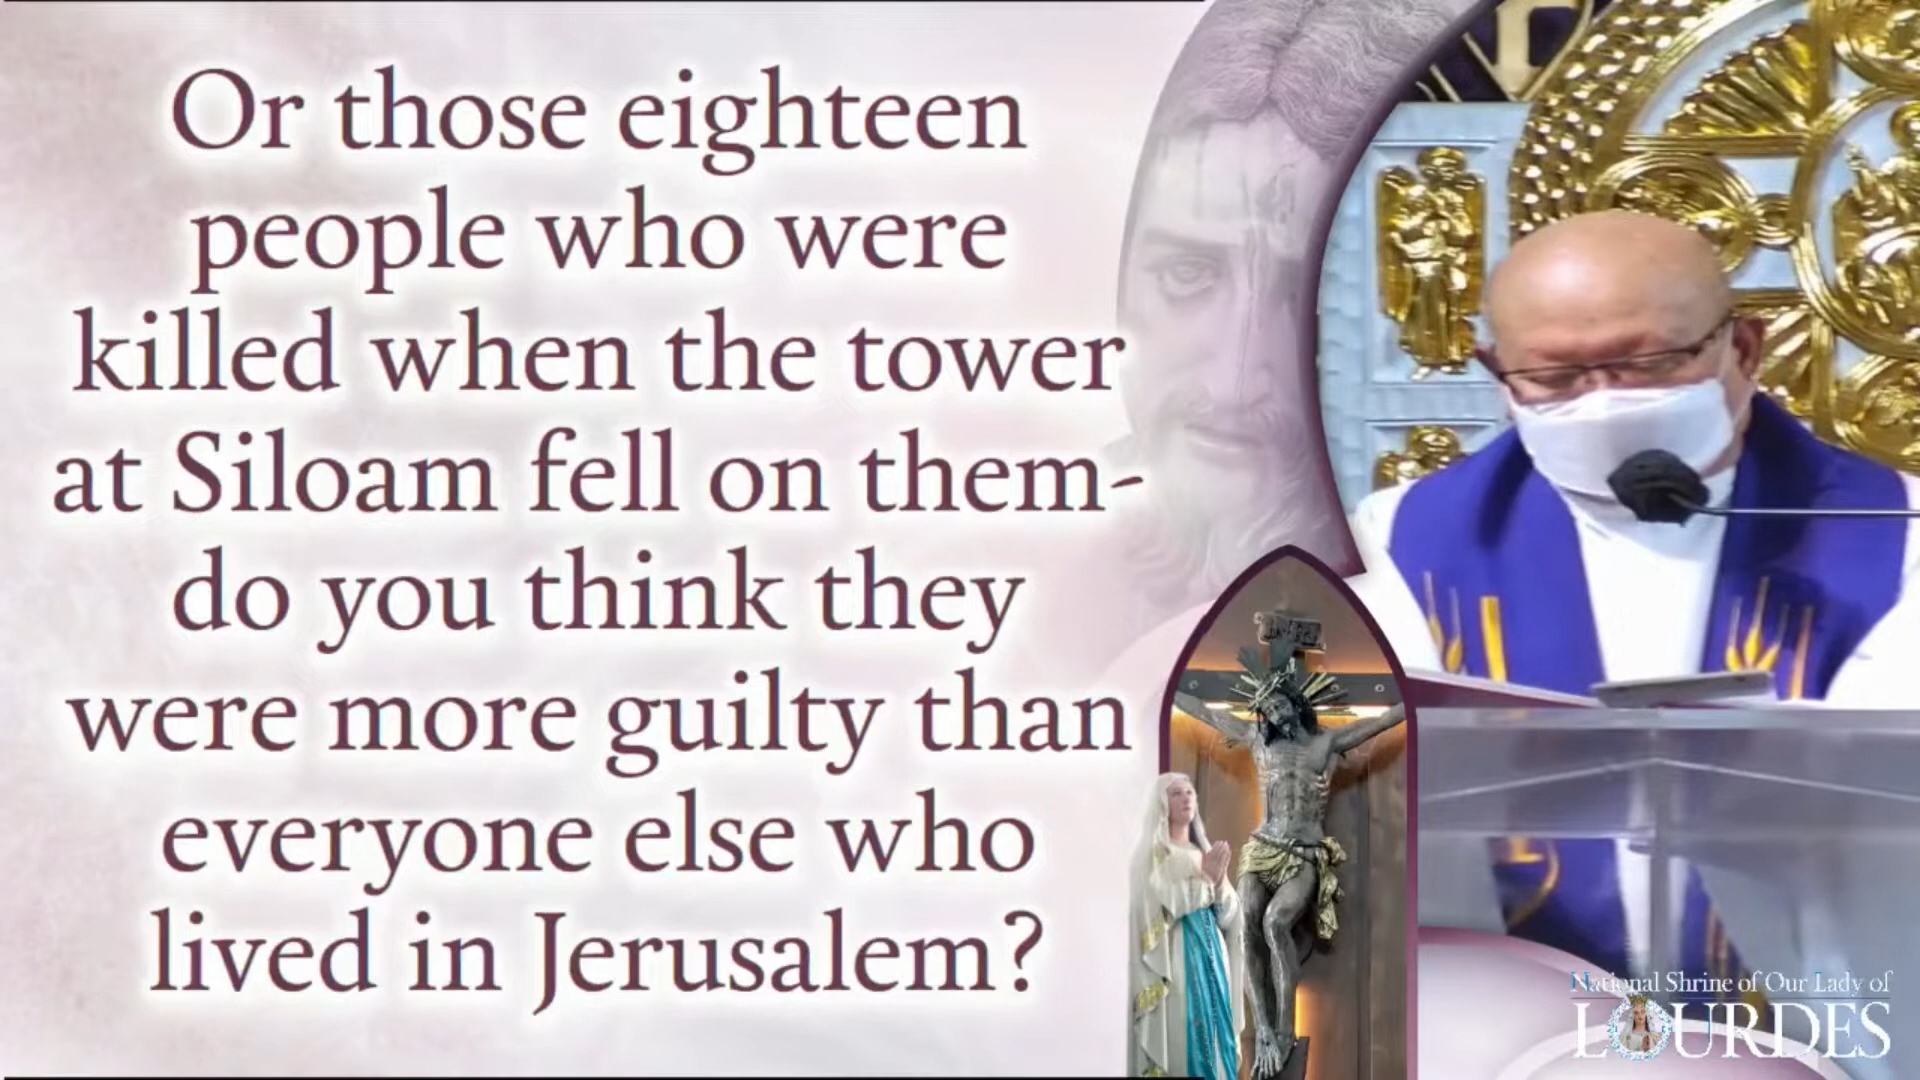 Or those eighteen
people who were
killed when the tower
at Siloam fell on them-
do you think they
were more guilty than
everyone else who
lived in Jerusalem?
National Shrine of Our Lady of
LOURDES